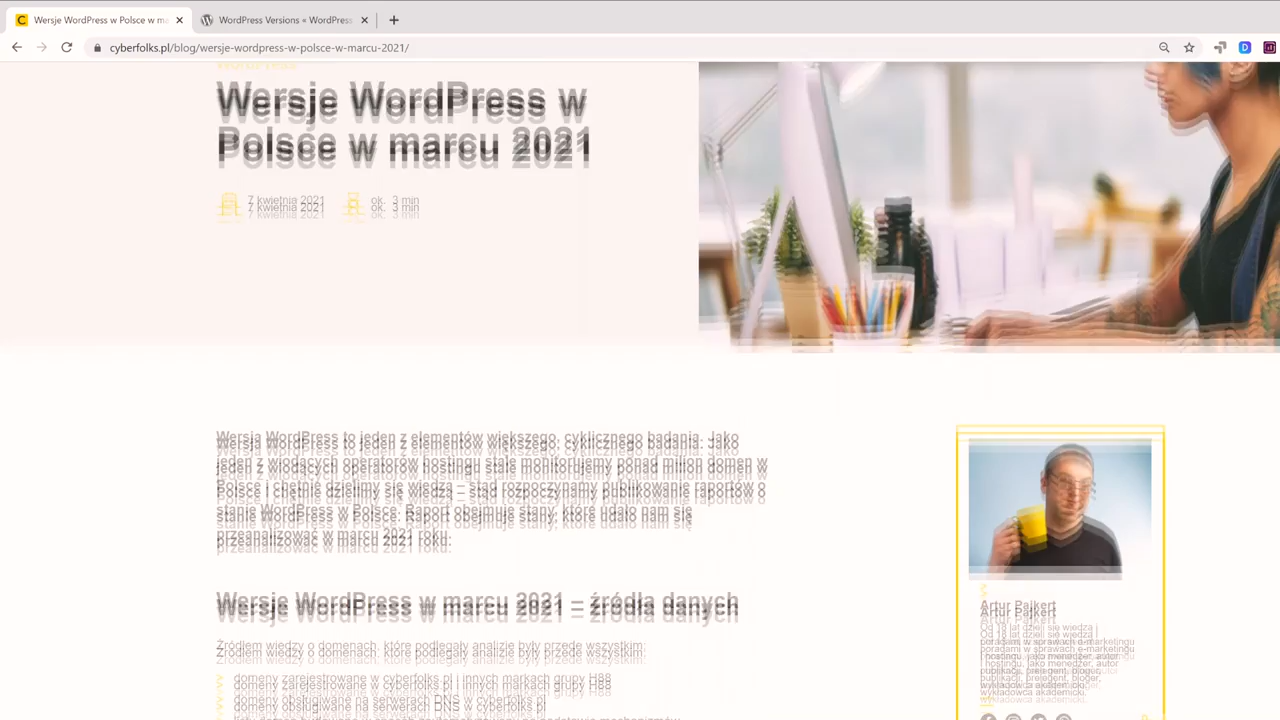 Wersje WordPress w Polsce w ma
WordPress Versions « WordPress
cyberfolks.pl/blog/wersje-wordpress-w-polsce-w-marcu-2021/
Wersje WordPress w
Polsce w marcu 2021
7 kwietnia 2021 ok. 3 min
Wersja WordPress to jeden z elementów większego, cyklicznego badania. Jako
jeden z wiodących operatorów hostingu stale monitorujemy ponad milion domen w
Polsce i chętnie dzielimy się wiedzą – stąd rozpoczynamy publikowanie raportów o
stanie WordPress w Polsce. Raport obejmuje stany, które udało nam się
przeanalizować w marcu 2021 roku.
Wersje WordPress w marcu 2021 – źródła danych
Źródłem wiedzy o domenach, które podlegały analizie były przede wszystkim:
domeny zaparkowane w cyberfolks.pl i innych markach grupy H88
domeny oparte na serwerach DNS w cyberfolks.pl
Artur Pajkert
Od 18 lat dzieli się wiedzą i
poradami w sprawach e-marketingu
i hostingu, jako menedżer, autor
publikacji, prelegent, bloger,
wykładowca akademicki.